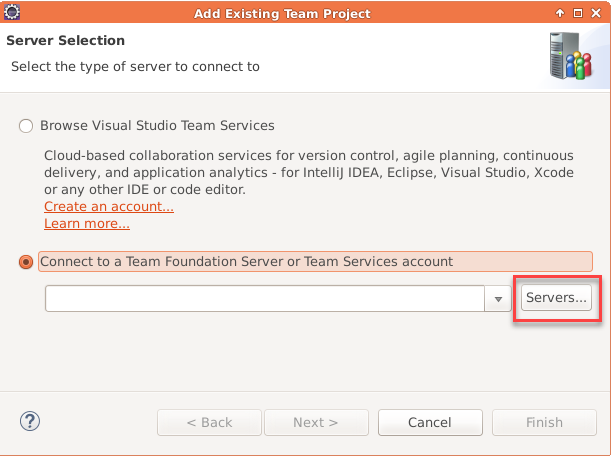 Add Existing Team Project
Server Selection
Select the type of server to connect to
Browse Visual Studio Team Services
Cloud-based collaboration services for version control, agile planning, continuous
delivery, and application analytics - for IntelliJ IDEA, Eclipse, Visual Studio, Xcode
or any other IDE or code editor.
Create an account...
Learn more...
Connect to a Team Foundation Server or Team Services account
Servers...
?
< Back
Next >
Cancel
Finish